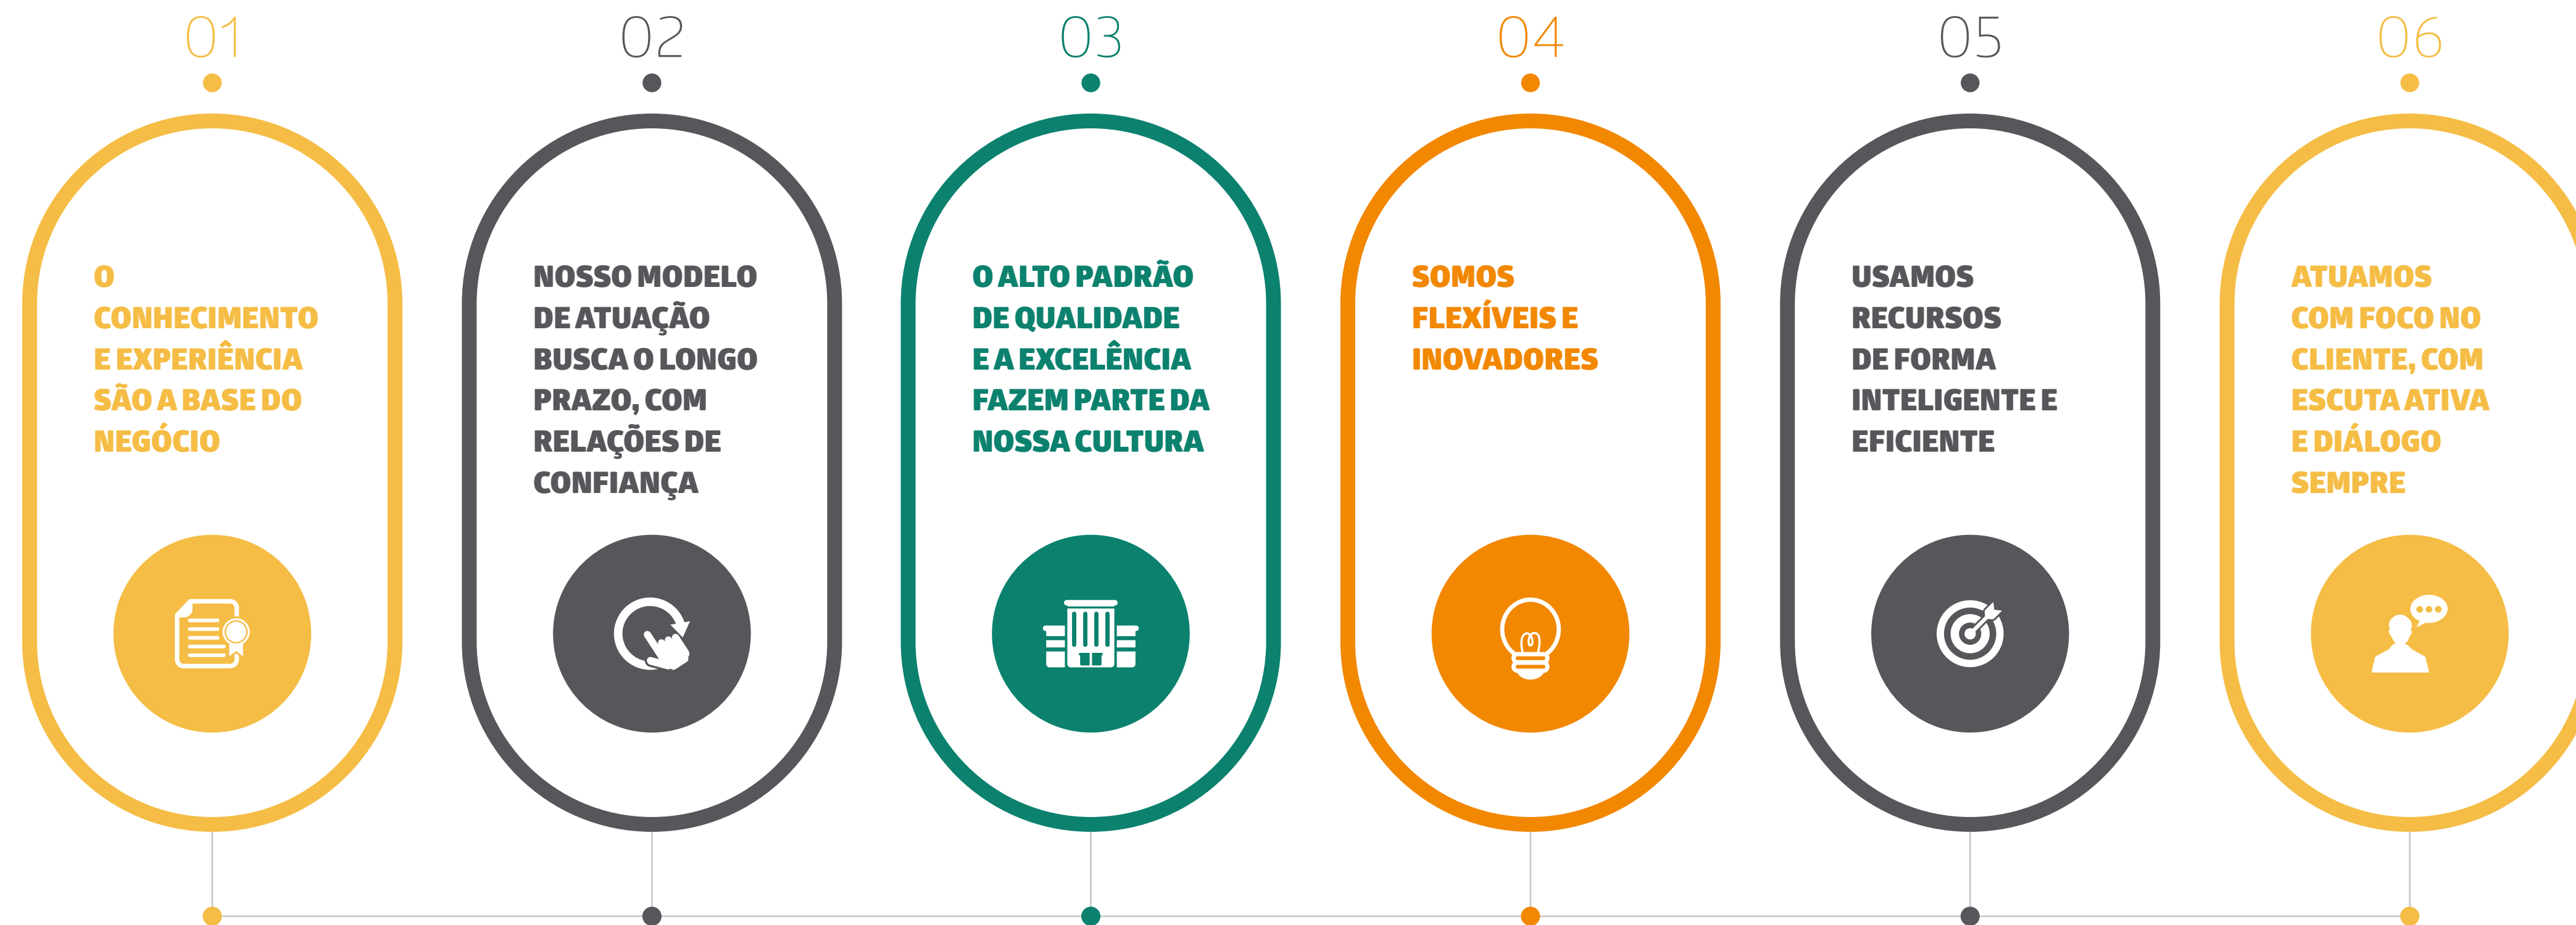 01
O
CONHECIMENTO
E EXPERIÊNCIA
SÃO A BASE DO
NEGÓCIO
02
NOSSO MODELO
DE ATUAÇÃO
BUSCA O LONGO
PRAZO, COM
RELAÇÕES DE
CONFIANÇA
03
O ALTO PADRÃO
DE QUALIDADE
E A EXCELÊNCIA
FAZEM PARTE DA
NOSSA CULTURA
04
SOMOS
FLEXÍVEIS E
INOVADORES
05
USAMOS
RECURSOS
DE FORMA
INTELIGENTE E
EFICIENTE
06
ATUAMOS
COM FOCO NO
CLIENTE, COM
ESCUTA ATIVA
E DIÁLOGO
SEMPRE